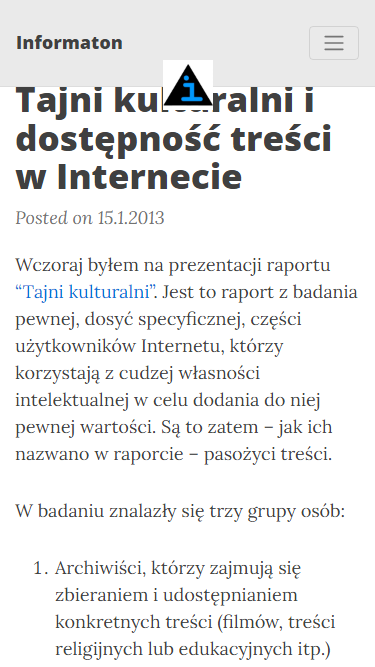 Informaton
Tajni kulturalni i
dostępność treści
w Internecie
Posted on 15.1.2013
Wczoraj byłem na prezentacji raportu
“Tajni kulturalni”. Jest to raport z badania
pewnej, dosyć specyficznej, części
użytkowników Internetu, którzy
korzystają z cudzej własności
intelektualnej w celu dodania do niej
pewnej wartości. Są to zatem – jak ich
nazwano w raporcie – pasożyci treści.
W badaniu znalazły się trzy grupy osób:
1. Archiwiści, którzy zajmują się
zbieraniem i udostępnianiem
konkretnych treści (filmów, treści
religijnych lub edukacyjnych itp.)